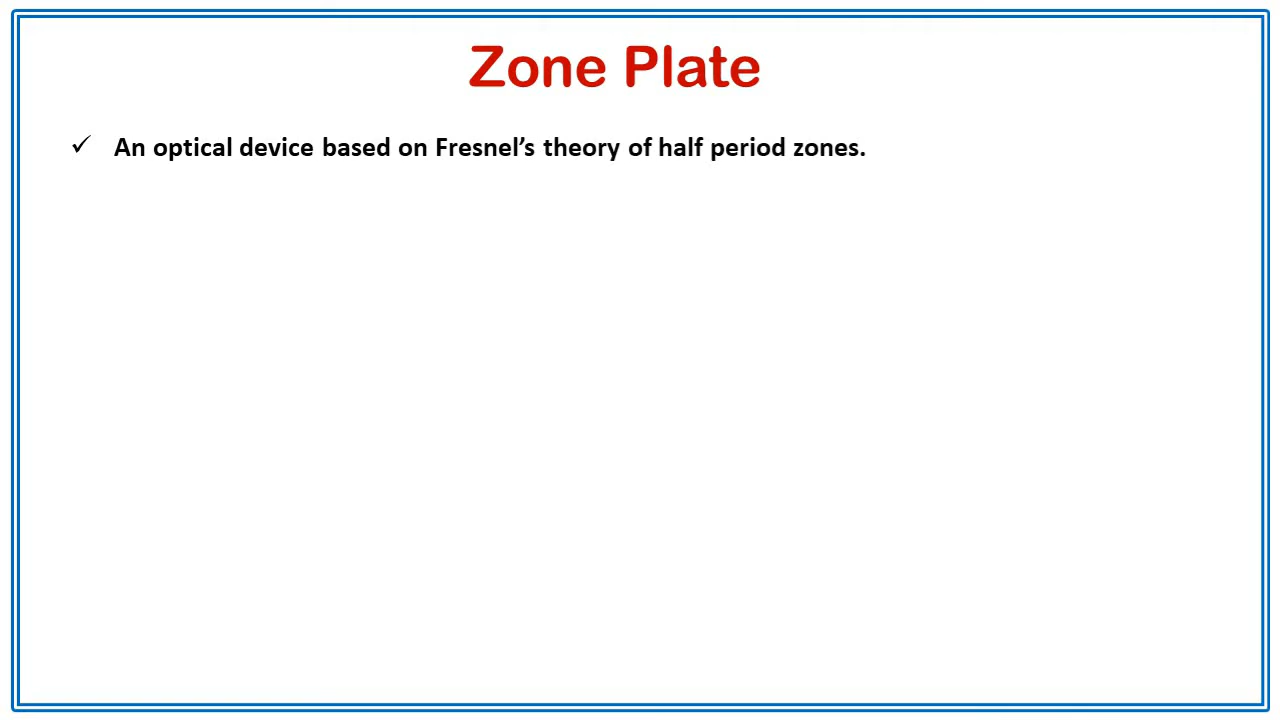 Zone Plate
✓ An optical device based on Fresnel’s theory of half period zones.